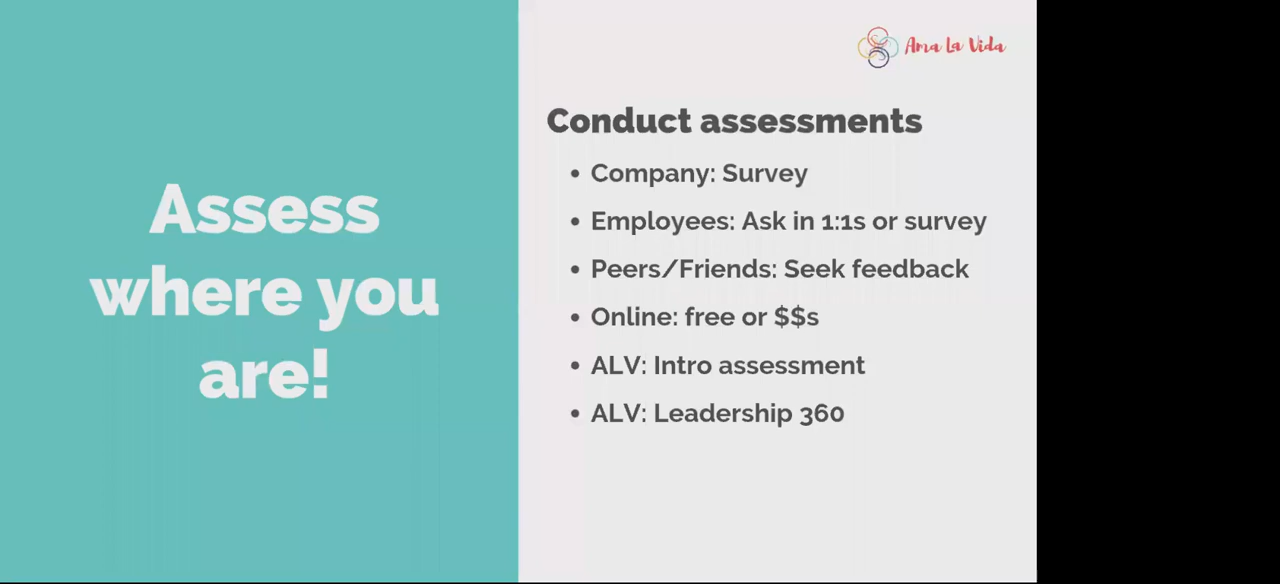 Assess
where you
are!
Ama La Vida
Conduct assessments
• Company: Survey
• Employees: Ask in 1:1s or survey
• Peers/Friends: Seek feedback
• Online: free or $$s
• ALV: Intro assessment
• ALV: Leadership 360